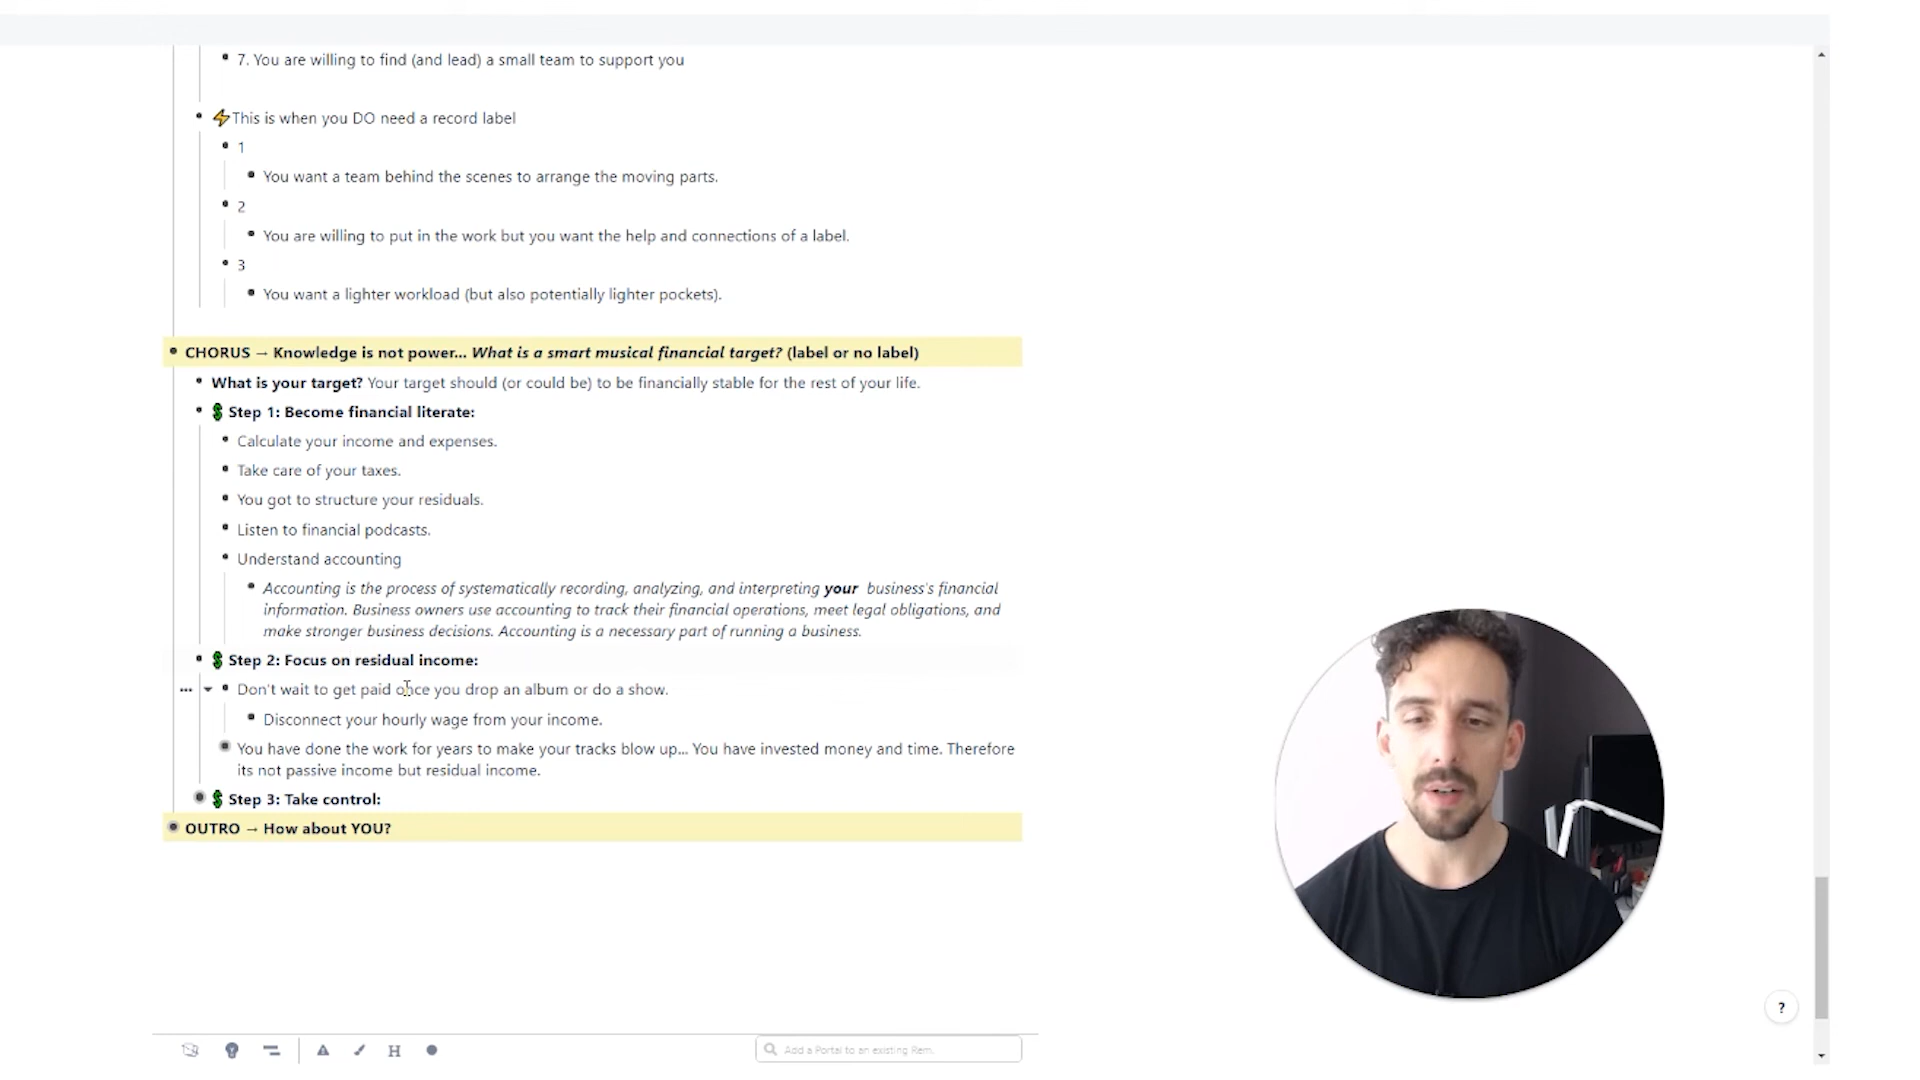 7. You are willing to find (and lead) a small team to support you
⚡This is when you DO need a record label
1
You want a team behind the scenes to arrange the moving parts.
2
You are willing to put in the work but you want the help and connections of a label.
3
You want a lighter workload (but also potentially lighter pockets).
CHORUS → Knowledge is not power... What is a smart musical financial target? (label or no label)
What is your target? Your target should (or could be) to be financially stable for the rest of your life.
💲 Step 1: Become financial literate:
Calculate your income and expenses.
Take care of your taxes.
You got to structure your residuals.
Listen to financial podcasts.
Understand accounting
Accounting is the process of systematically recording, analyzing, and interpreting your business's financial
information. Business owners use accounting to track their financial operations, meet legal obligations, and
make stronger business decisions. Accounting is a necessary part of running a business.
💲 Step 2: Focus on residual income:
Don't wait to get paid once you drop an album or do a show.
Disconnect your hourly wage from your income.
You have done the work for years to make your tracks blow up... You have invested money and time. Therefore
its not passive income but residual income.
💲 Step 3: Take control:
OUTRO → How about YOU?
?
H
Add a Portal to an existing Rem.